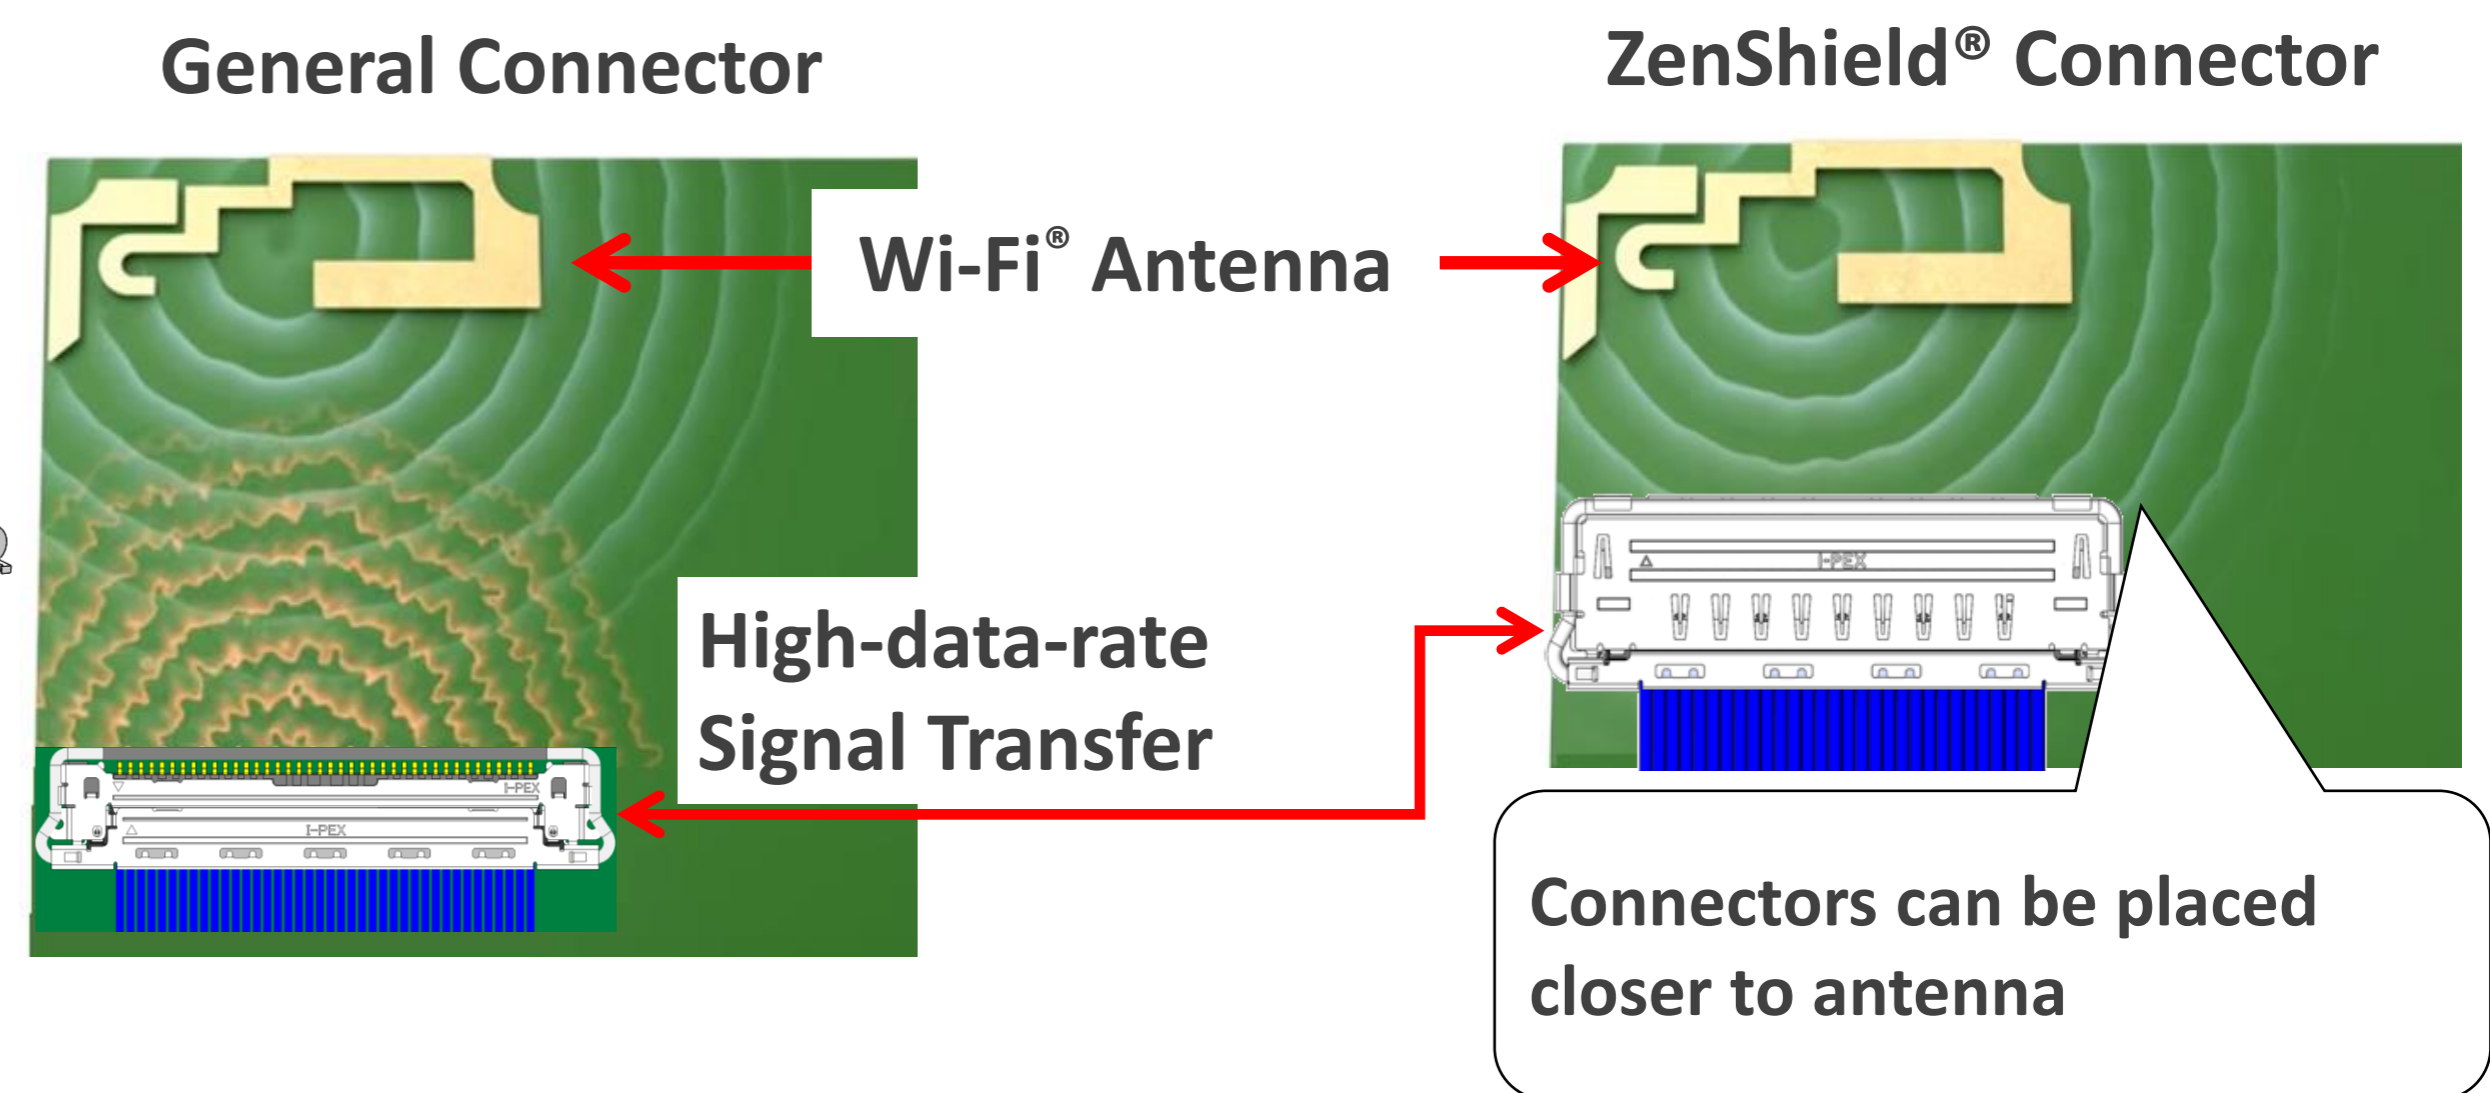 General Connector
ZenShield® Connector
Wi-Fi® Antenna
High-data-rate
Signal Transfer
I-PEX
I-PEX
I-PEX
Connectors can be placed
closer to antenna